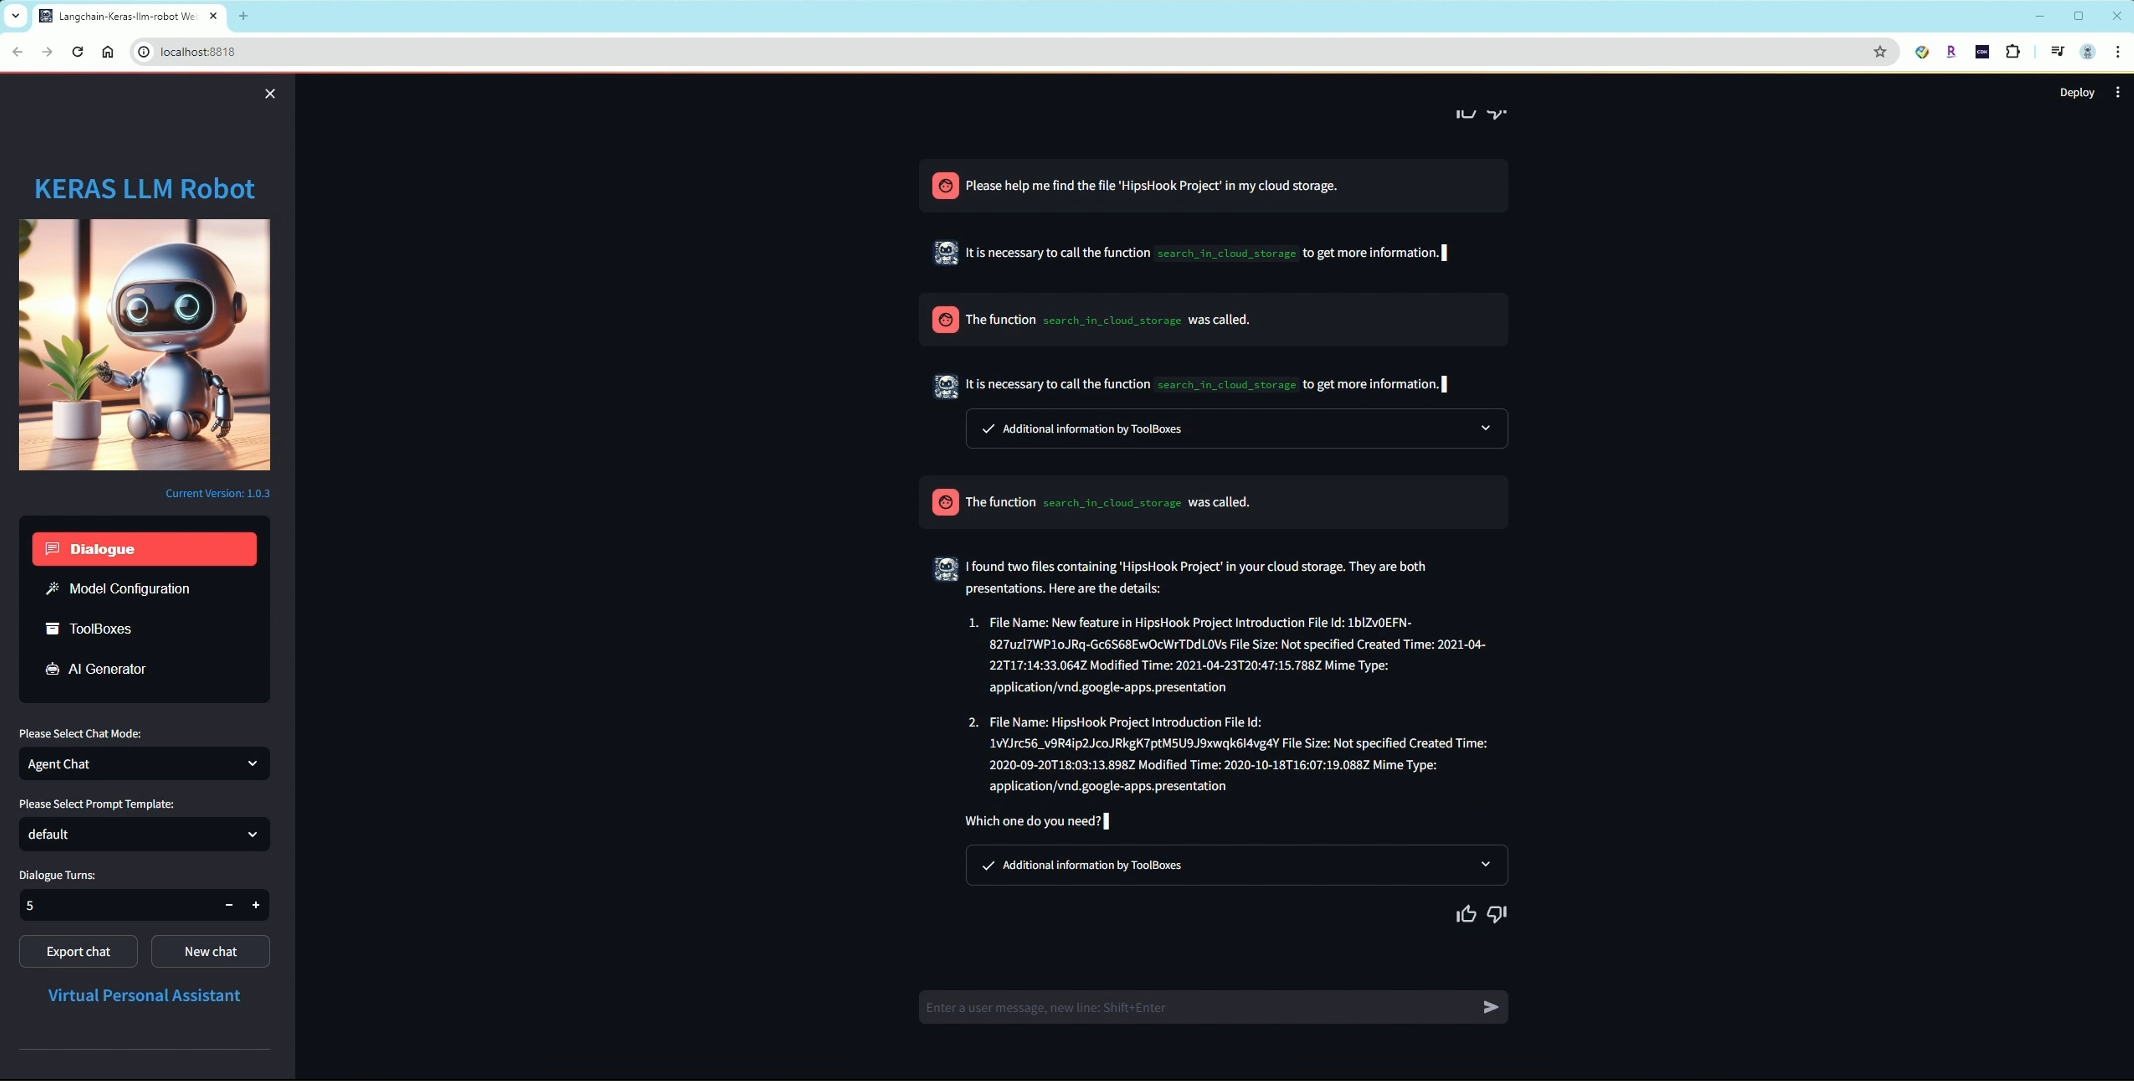 Langchain-Keras-llm-robot We
localhost:8818
Deploy
KERAS LLM Robot
Current Version: 1.0.3
Dialogue
Model Configuration
ToolBoxes
AI Generator
Please Select Chat Mode:
Agent Chat
Please Select Prompt Template:
default
Dialogue Turns:
5
Export chat
New chat
Virtual Personal Assistant
Please help me find the file 'HipsHook Project' in my cloud storage.
It is necessary to call the function search_in_cloud_storage to get more information.
The function search_in_cloud_storage was called.
It is necessary to call the function search_in_cloud_storage to get more information.
Additional information by ToolBoxes
The function search_in_cloud_storage was called.
I found two files containing 'HipsHook Project' in your cloud storage. They are both
presentations. Here are the details:
1. File Name: New feature in HipsHook Project Introduction File Id: 1blZv0EFN-
827uzl7WP1oJRq-Gc6S68EwOcWrTDdL0Vs File Size: Not specified Created Time: 2021-04-
22T17:14:33.064Z Modified Time: 2021-04-23T20:47:15.788Z Mime Type:
application/vnd.google-apps.presentation
2. File Name: HipsHook Project Introduction File Id:
1vYJrc56_v9R4ip2JcoJRkgK7ptM5U9J9xwqk6I4vg4Y File Size: Not specified Created Time:
2020-09-20T18:03:13.898Z Modified Time: 2020-10-18T16:07:19.088Z Mime Type:
application/vnd.google-apps.presentation
Which one do you need?
Additional information by ToolBoxes
Enter a user message, new line: Shift+Enter